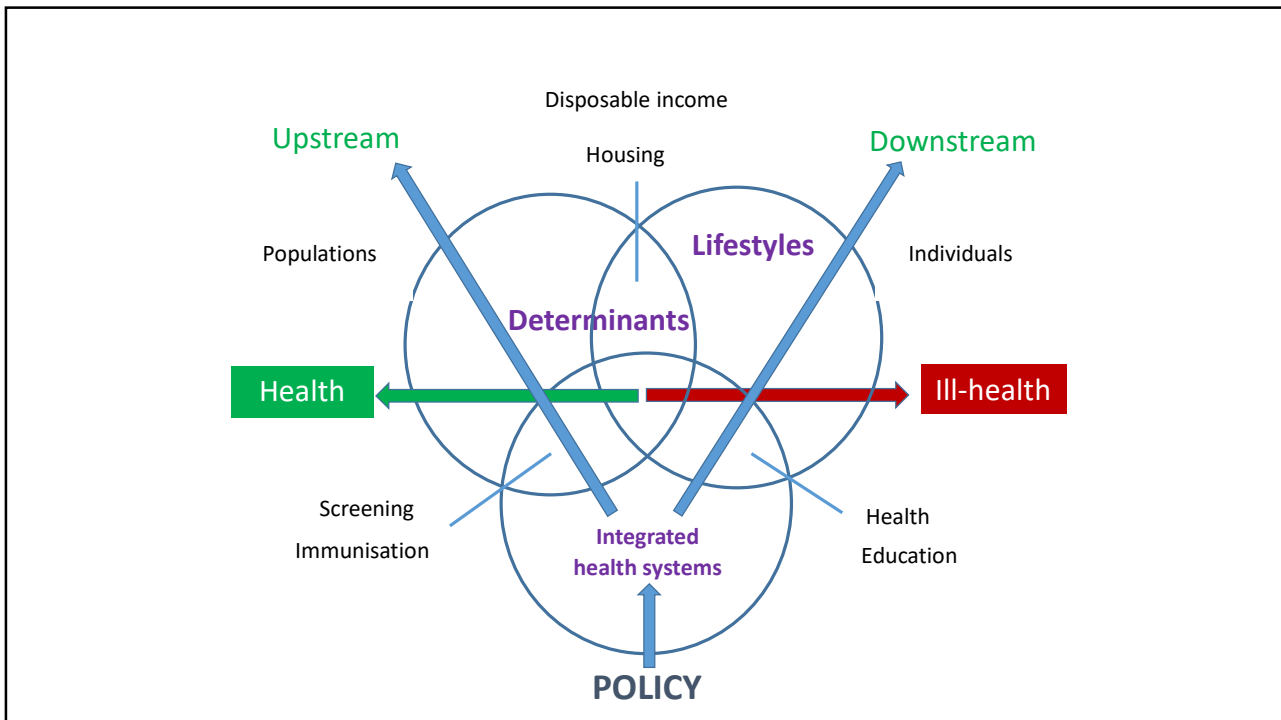 Disposable income
Upstream
Downstream
Housing
Lifestyles
Populations
Individuals
Determinants
Health
Ill-health
Screening
Immunisation
Health
Education
Integrated
health systems
POLICY